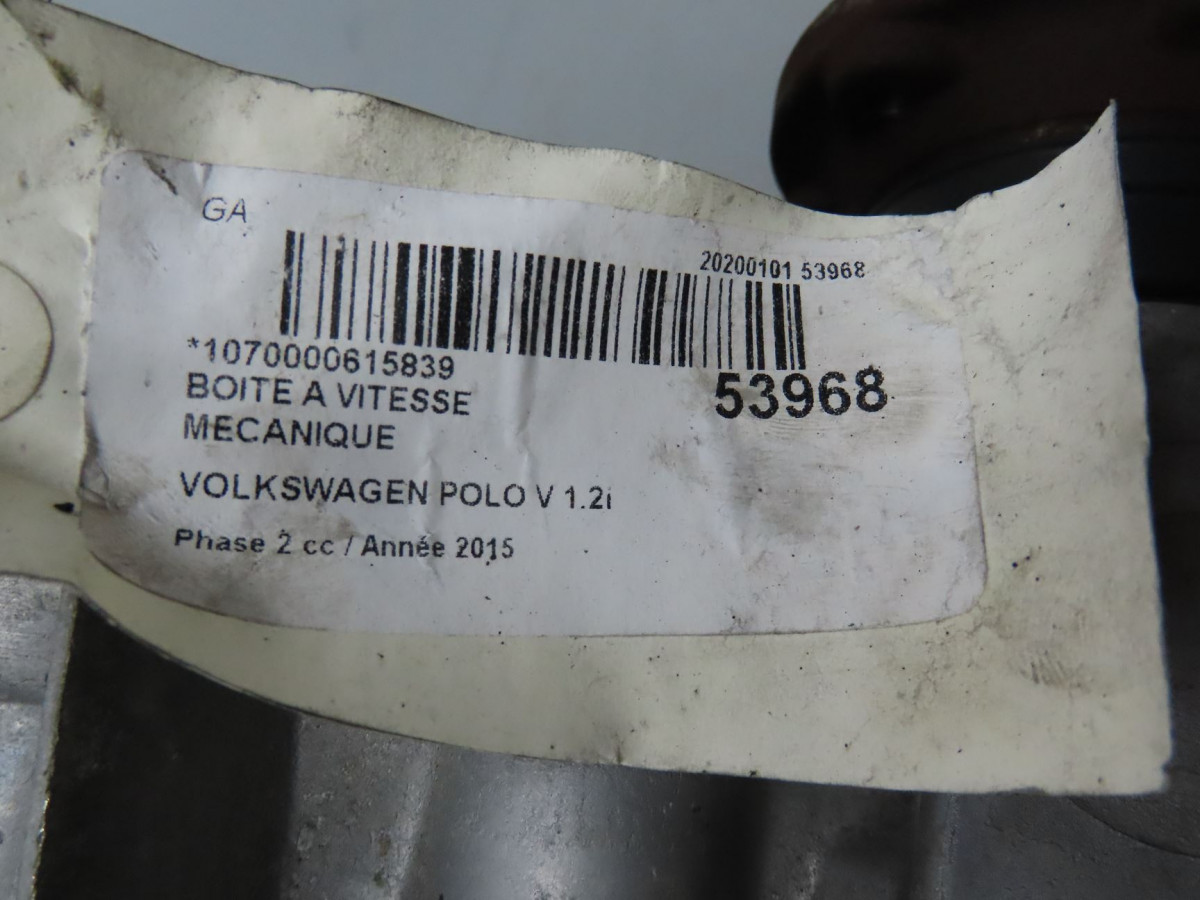 GA
20200101 53968
*1070000615839
53968
BOITE A VITESSE
MECANIQUE
VOLKSWAGEN POLO V 1.2i
Phase 2 cc / Année 2015